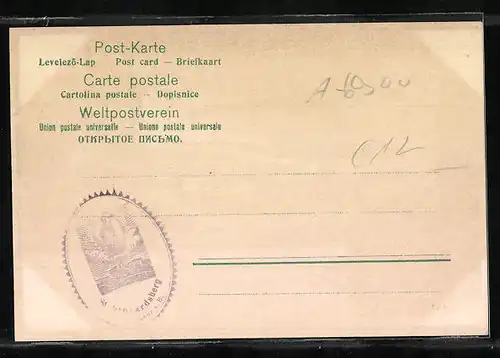 Post-Karte
Levelező-Lap Post card — Briefkaart
Carte postale
Cartolina postale — Dopisnice
Weltpostverein
Union postale universelle — Unione postale universale
ОТКРЫТОЕ ПИСЬМО.
C12